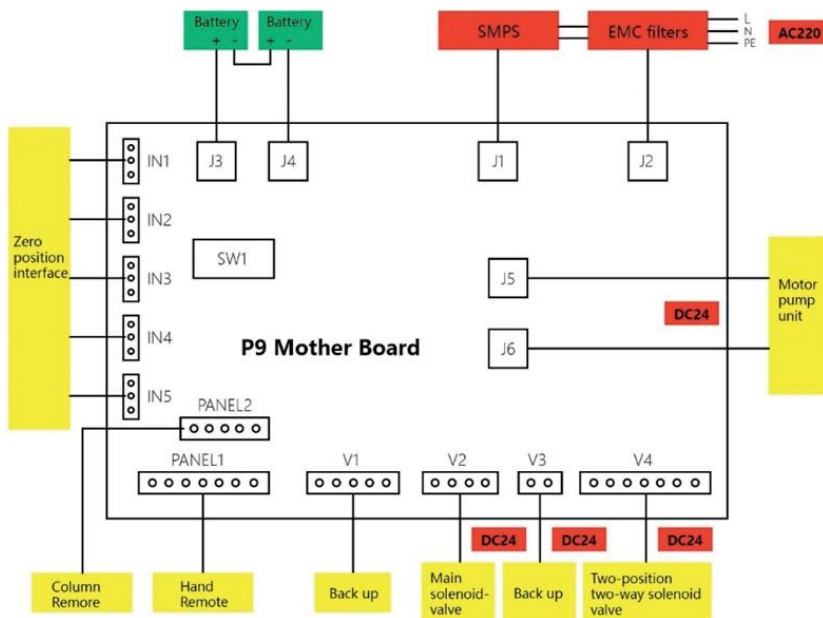 Battery
+ -
Battery
+ -
SMPS
EMC filters
L
N
PE
AC220
IN1
J3
J4
J1
J2
IN2
Zero
position
interface
SW1
IN3
J5
Motor
pump
unit
DC24
IN4
P9 Mother Board
J6
IN5
PANEL2
PANEL1
V1
V2
V3
V4
DC24
DC24
DC24
Column
Remore
Hand
Remote
Back up
Main
solenoid-
valve
Back up
Two-position
two-way solenoid
valve